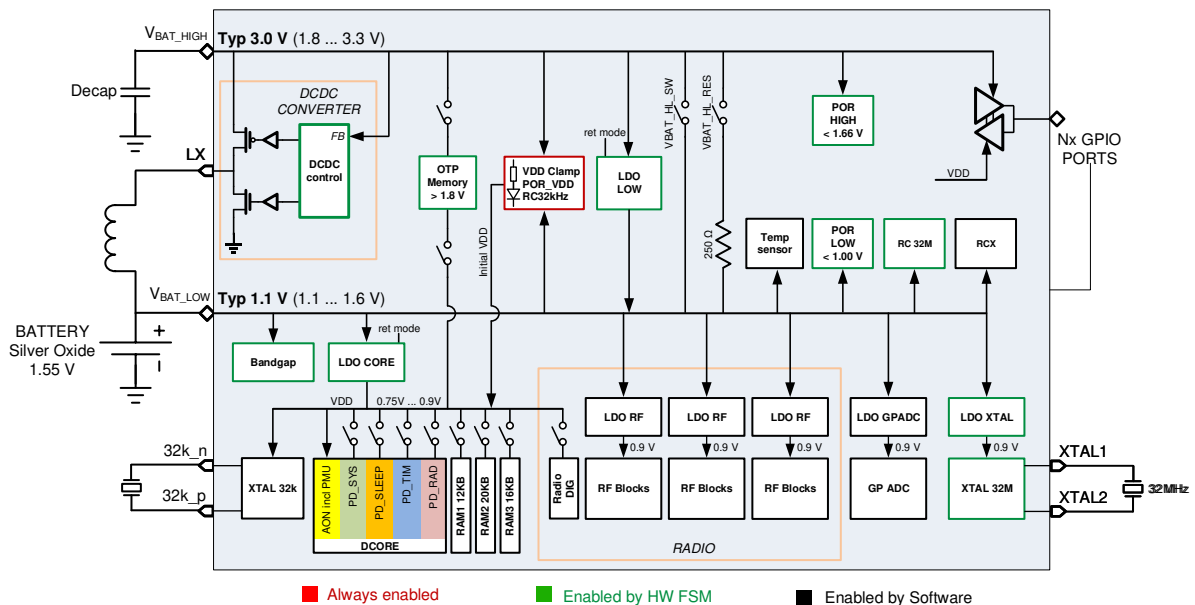 VBAT_HIGH
Typ 3.0 V (1.8 ... 3.3 V)
Decap
DCDC
CONVERTER
FB
DCDC
control
LX
OTP
Memory
> 1.8 V
VDD Clamp
POR_VDD
RC32kHz
ret mode
LDO
LOW
VBAT_HL_SW
VBAT_HL_RES
POR
HIGH
< 1.66 V
VDD
Nx GPIO
PORTS
Initial VDD
250 Ω
Temp
sensor
POR
LOW
< 1.00 V
RC 32M
RCX
VBAT_LOW
Typ 1.1 V (1.1 ... 1.6 V)
BATTERY
Silver Oxide
1.55 V
+
Bandgap
ret mode
LDO CORE
VDD
0.75V ... 0.9V
LDO RF
LDO RF
LDO RF
LDO GPADC
LDO XTAL
0.9 V
0.9 V
0.9 V
0.9 V
0.9 V
32k_n
32k_p
XTAL 32k
AON incl PMU
PD_SYS
PD_SLEEP
PD_TIM
PD_RAD
DCORE
RAM1 12KB
RAM2 20KB
RAM3 16KB
Radio
DIG
RF Blocks
RF Blocks
RF Blocks
GP ADC
XTAL 32M
XTAL1
XTAL2
32MHz
RADIO
Always enabled
Enabled by HW FSM
Enabled by Software